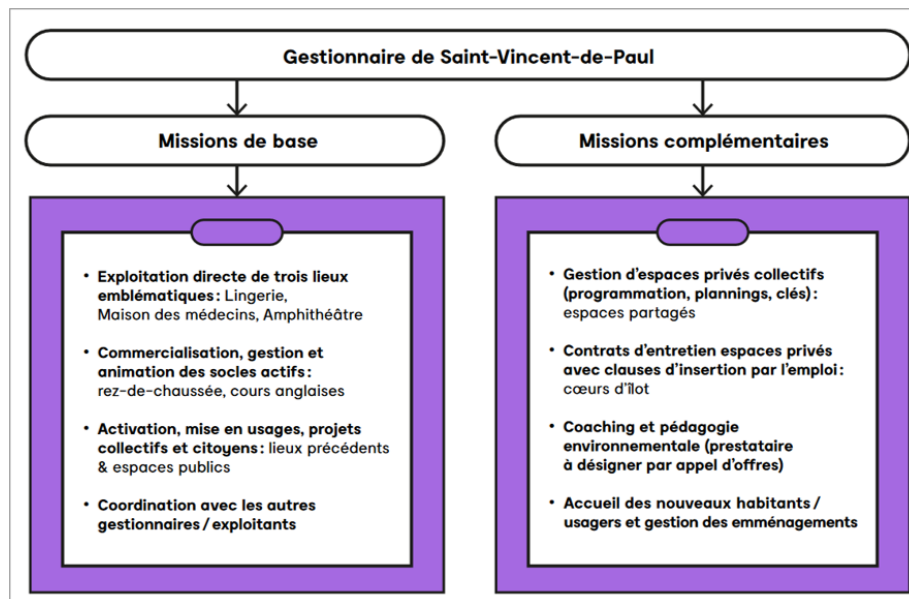 Gestionnaire de Saint-Vincent-de-Paul
Missions de base
Missions complémentaires
• Exploitation directe de trois lieux
emblématiques : Lingerie,
Maison des médecins, Amphithéâtre
• Commercialisation, gestion et
animation des socles actifs :
rez-de-chaussée, cours anglaises
• Activation, mise en usages, projets
collectifs et citoyens : lieux précédents
& espaces publics
• Coordination avec les autres
gestionnaires / exploitants
• Gestion d'espaces privés collectifs
(programmation, plannings, clés) :
espaces partagés
• Contrats d'entretien espaces privés
avec clauses d'insertion par l'emploi :
cœurs d'îlot
• Coaching et pédagogie
environnementale (prestataire
à désigner par appel d'offres)
• Accueil des nouveaux habitants /
usagers et gestion des emménagements